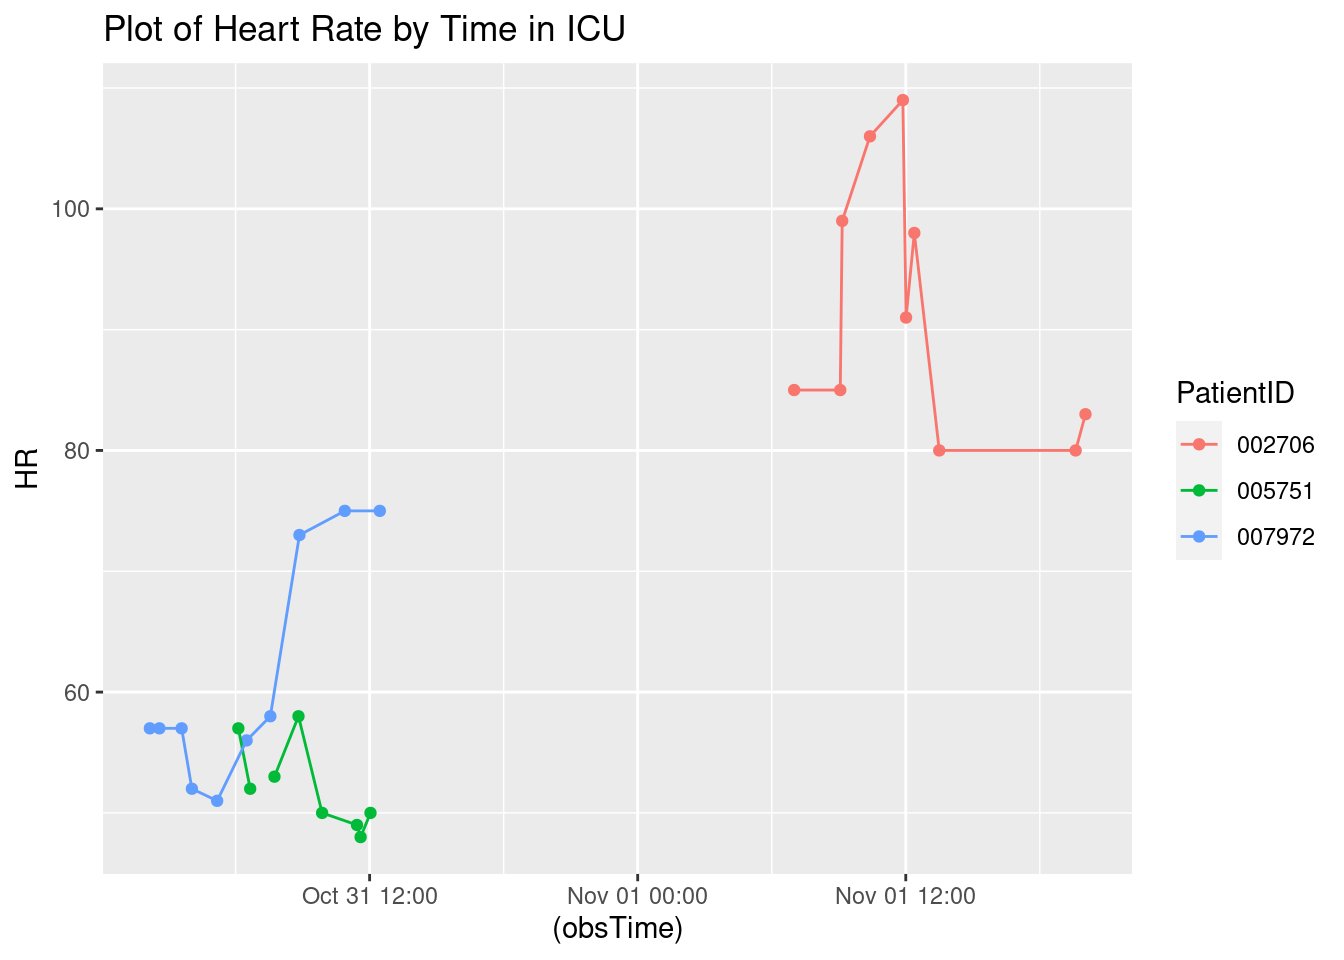 Plot of Heart Rate by Time in ICU
HR
100
80
60
Oct 31 12:00
Nov 01 00:00
Nov 01 12:00
(obsTime)
PatientID
002706
005751
007972